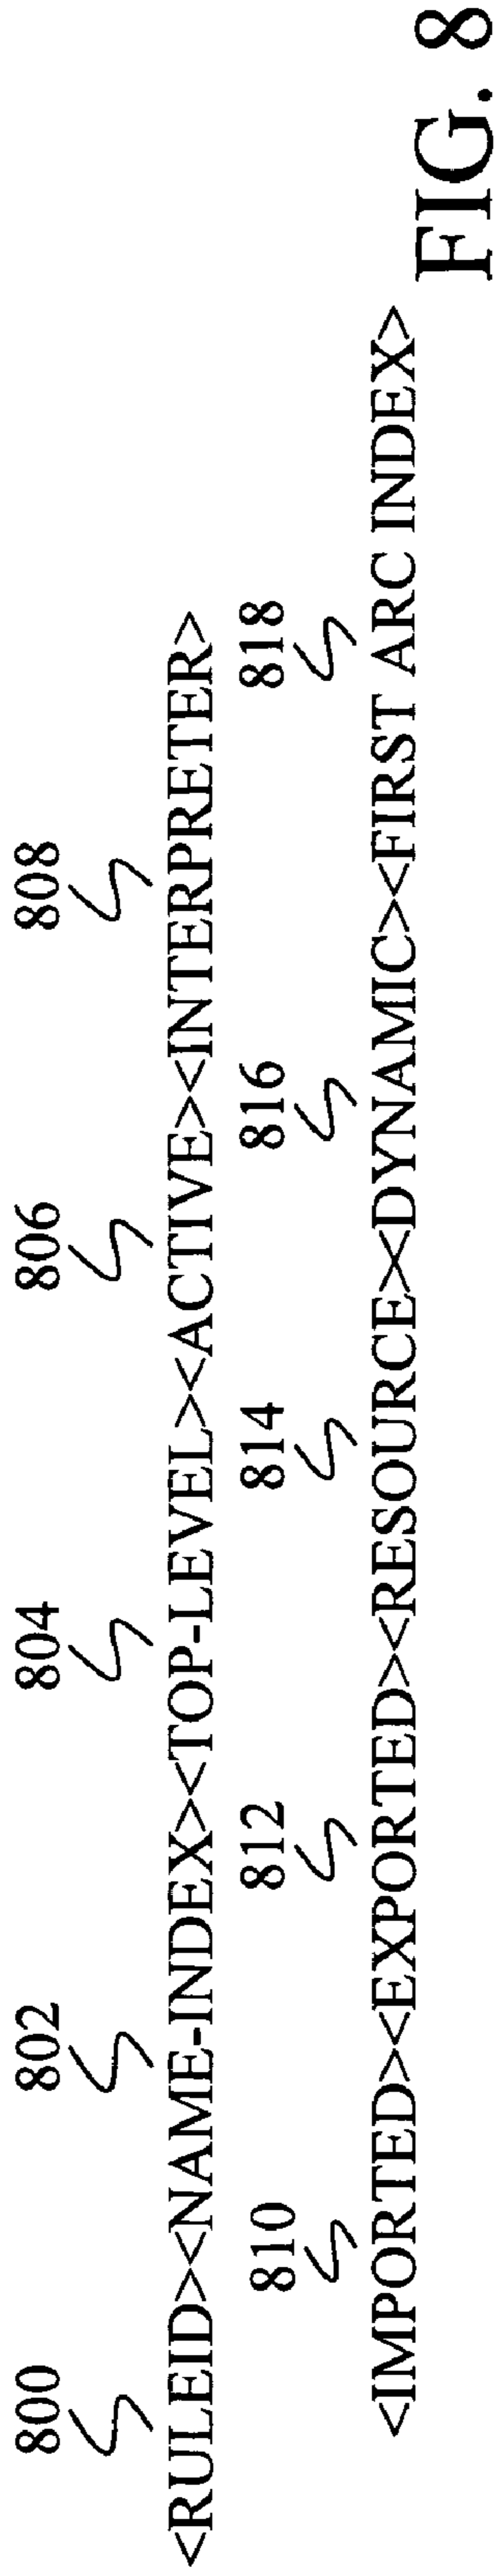 800 802 804 806 808
<RULEID><NAME-INDEX><TOP-LEVEL><ACTIVE><INTERPRETER>
810 812 814 816 818
<IMPORTED><EXPORTED><RESOURCE><DYNAMIC><FIRST ARC INDEX>
FIG. 8